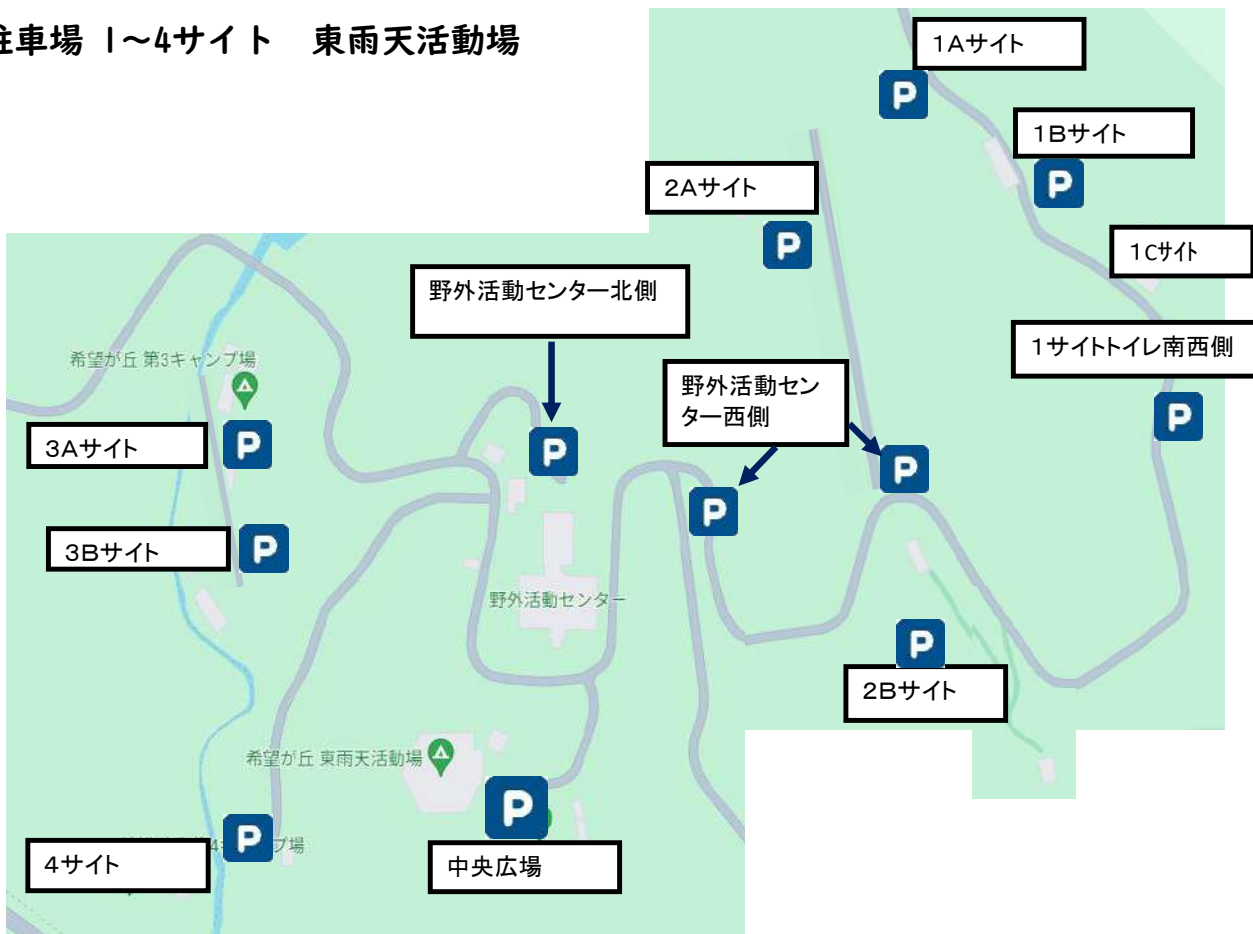 駐車場 1～4サイト　東雨天活動場
1Aサイト
P
1Bサイト
P
2Aサイト
P
1Cサイト
野外活動センター北側
1サイトトイレ南西側
希望が丘 第3キャンプ場
野外活動セン
ター西側
P
3Aサイト
P
P
P
P
3Bサイト
P
野外活動センター
P
2Bサイト
希望が丘 東雨天活動場
P
4サイト
P
プ場
中央広場